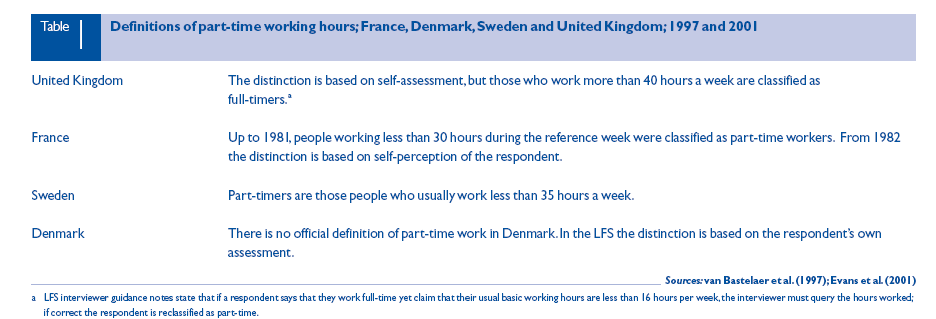 Table 1 Definitions of part-time working hours; France, Denmark, Sweden and United Kingdom; 1997 and 2001
United Kingdom The distinction is based on self-assessment, but those who work more than 40 hours a week are classified as
full-timers.a
France Up to 1981, people working less than 30 hours during the reference week were classified as part-time workers. From 1982
the distinction is based on self-perception of the respondent.
Sweden Part-timers are those people who usually work less than 35 hours a week.
Denmark There is no official definition of part-time work in Denmark. In the LFS the distinction is based on the respondent's own
assessment.
Sources: van Bastelaer et al. (1997); Evans et al. (2001)
a LFS interviewer guidance notes state that if a respondent says that they work full-time yet claim that their usual basic working hours are less than 16 hours per week, the interviewer must query the hours worked;
if correct the respondent is reclassified as part-time.